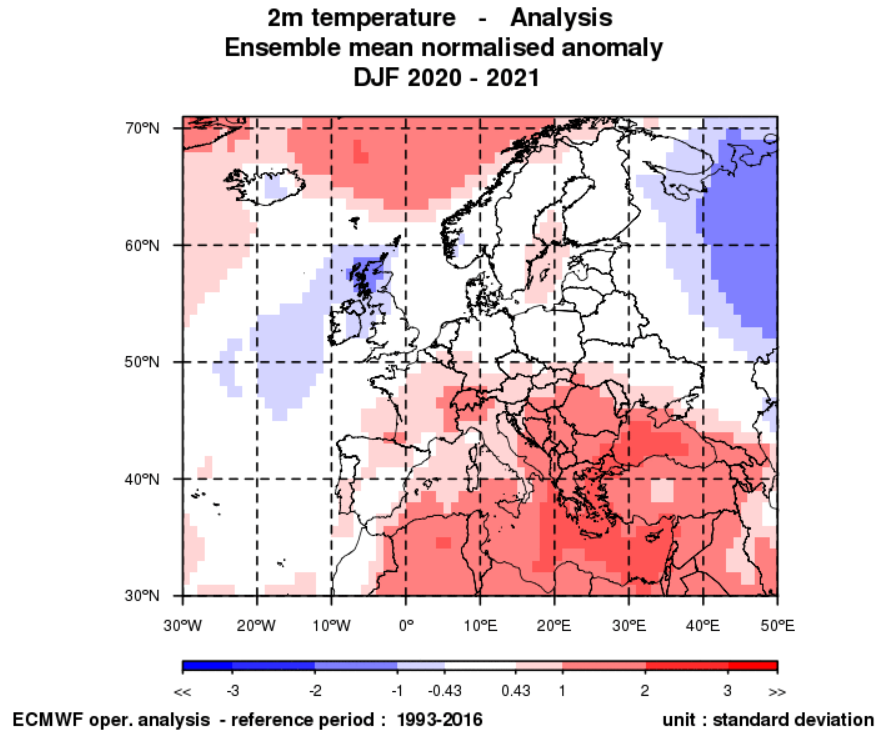 2m temperature - Analysis
Ensemble mean normalised anomaly
DJF 2020 - 2021
70°N
60°N
50°N
40°N
30°N
30°W 20°W 10°W 0° 10°E 20°E 30°E 40°E 50°E
<< -3 -2 -1 -0.43 0.43 1 2 3 >>
ECMWF oper. analysis - reference period : 1993-2016 unit : standard deviation